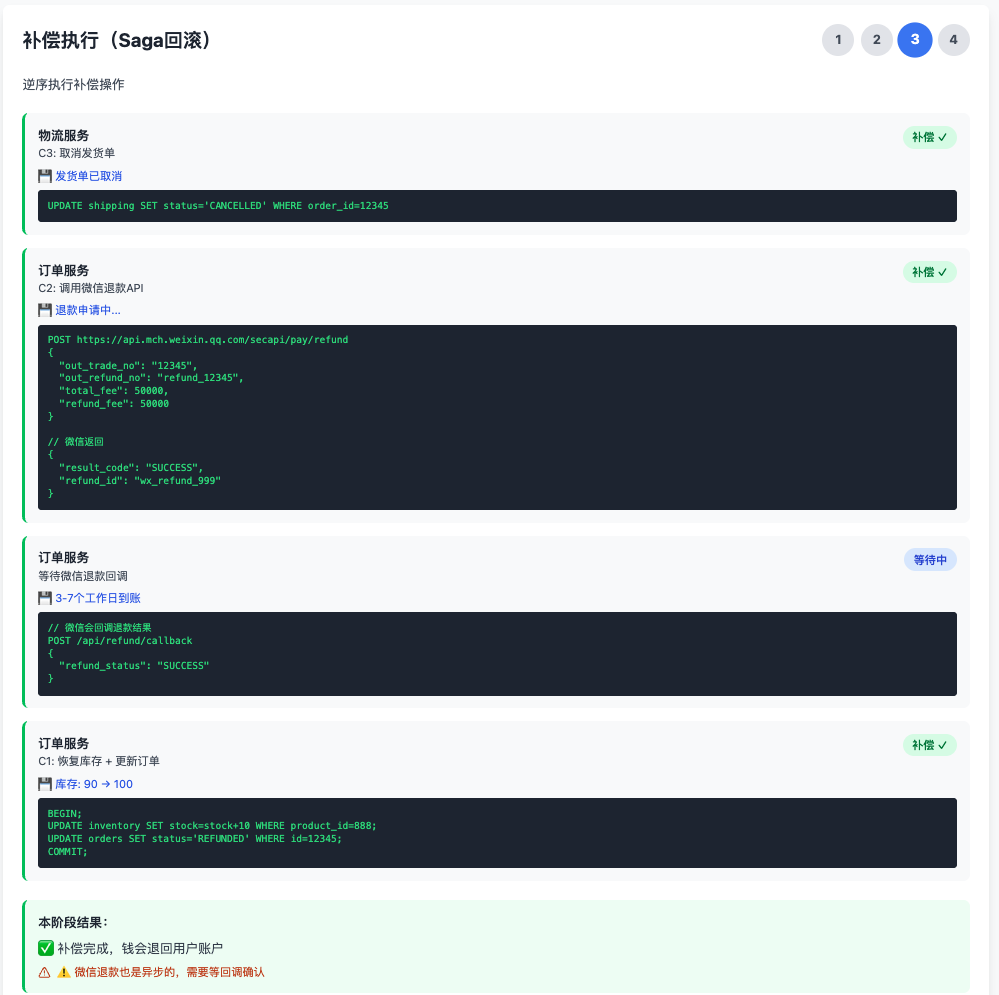 补偿执行（Saga回滚）
1 2 3 4
逆序执行补偿操作
物流服务
补偿 ✓
C3: 取消发货单
💾 发货单已取消
UPDATE shipping SET status='CANCELLED' WHERE order_id=12345
订单服务
补偿 ✓
C2: 调用微信退款API
💾 退款申请中...
POST https://api.mch.weixin.qq.com/secapi/pay/refund
{
  "out_trade_no": "12345",
  "out_refund_no": "refund_12345",
  "total_fee": 50000,
  "refund_fee": 50000
}
// 微信返回
{
  "result_code": "SUCCESS",
  "refund_id": "wx_refund_999"
}
订单服务
等待中
等待微信退款回调
💾 3-7个工作日到账
// 微信会回调退款结果
POST /api/refund/callback
{
  "refund_status": "SUCCESS"
}
订单服务
补偿 ✓
C1: 恢复库存 + 更新订单
💾 库存: 90 → 100
BEGIN;
UPDATE inventory SET stock=stock+10 WHERE product_id=888;
UPDATE orders SET status='REFUNDED' WHERE id=12345;
COMMIT;
本阶段结果：
✅ 补偿完成，钱会退回用户账户
⚠ ⚠️ 微信退款也是异步的，需要等回调确认